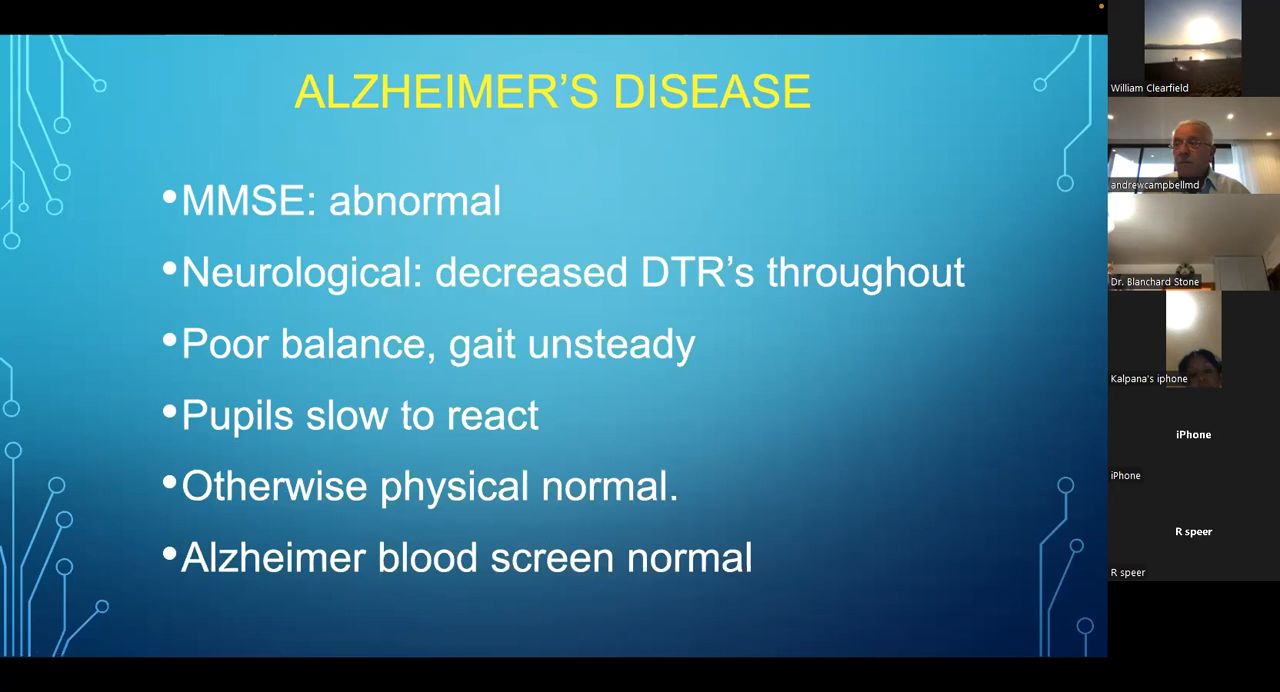 ALZHEIMER'S DISEASE
•MMSE: abnormal
•Neurological: decreased DTR's throughout
•Poor balance, gait unsteady
•Pupils slow to react
•Otherwise physical normal.
•Alzheimer blood screen normal
William Clearfield
andrewcampbellmd
Dr. Blanchard Stone
Kalpana's iphone
iPhone
iPhone
R speer
R speer